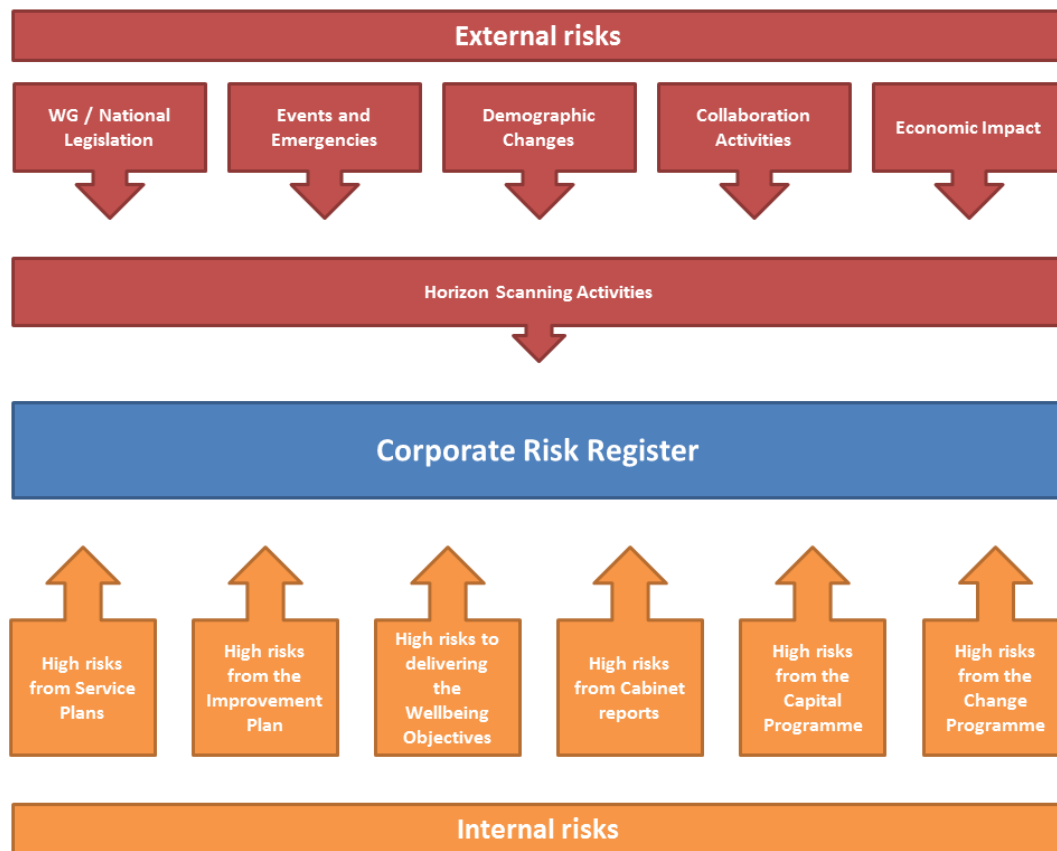 External risks
WG / National
Legislation
Events and
Emergencies
Demographic
Changes
Collaboration
Activities
Economic Impact
Horizon Scanning Activities
Corporate Risk Register
High risks
from Service
Plans
High risks
from the
Improvement
Plan
High risks to
delivering
the
Wellbeing
Objectives
High risks
from Cabinet
reports
High risks
from the
Capital
Programme
High risks
from the
Change
Programme
Internal risks